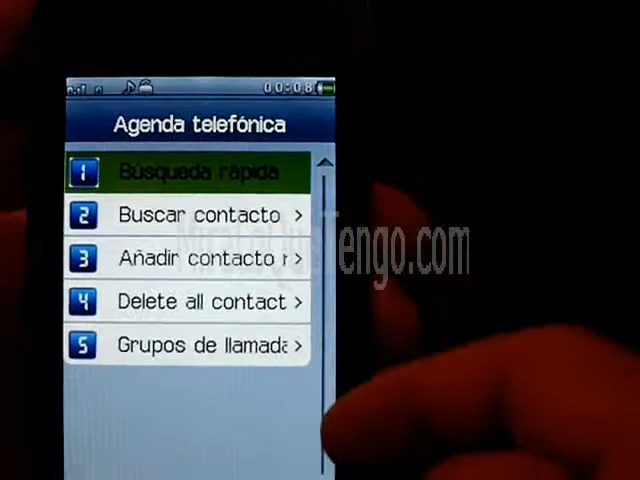 00:08
Agenda telefónica
1 Búsqueda rápida
2 Buscar contacto >
3 Añadir contacto r >
4 Delete all contact >
5 Grupos de llamada >
MiraLoQueTengo.com